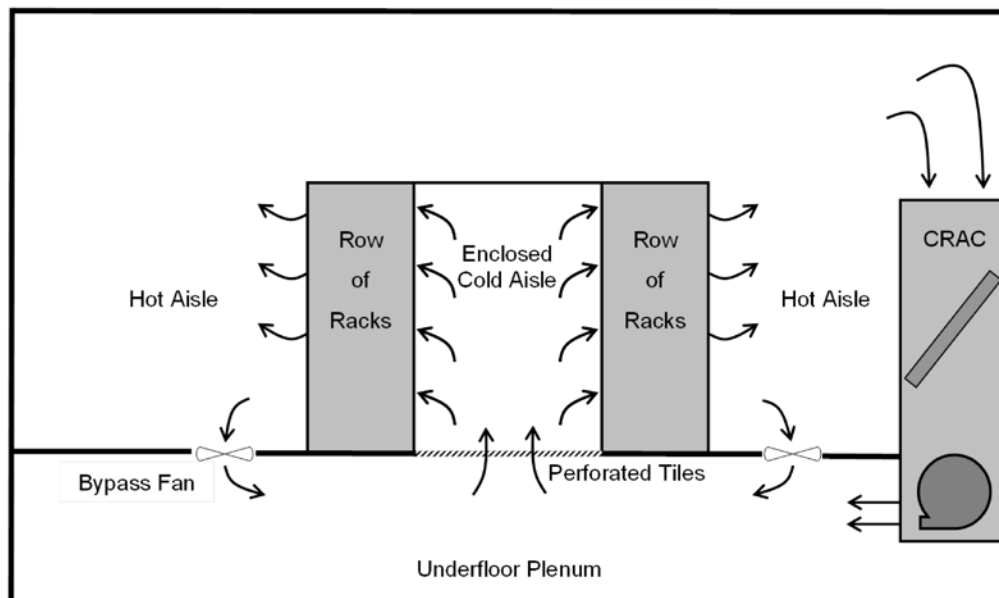 CRAC
Row
of
Racks
Enclosed
Cold Aisle
Row
of
Racks
Hot Aisle
Hot Aisle
Bypass Fan
Perforated Tiles
Underfloor Plenum